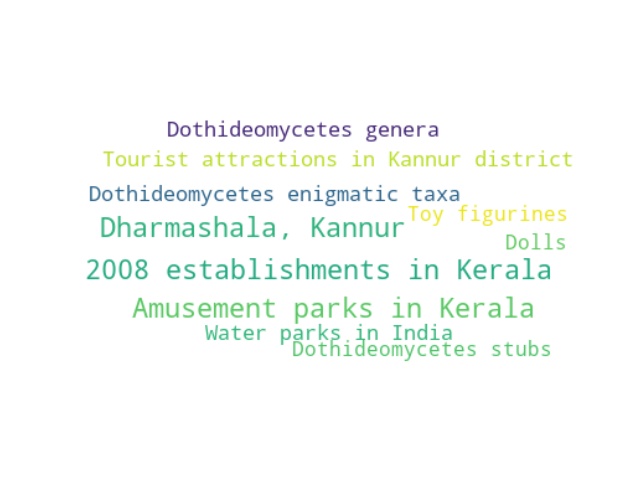 Dothideomycetes genera
Tourist attractions in Kannur district
Dothideomycetes enigmatic taxa
Toy figurines
Dharmashala, Kannur
Dolls
2008 establishments in Kerala
Amusement parks in Kerala
Water parks in India
Dothideomycetes stubs